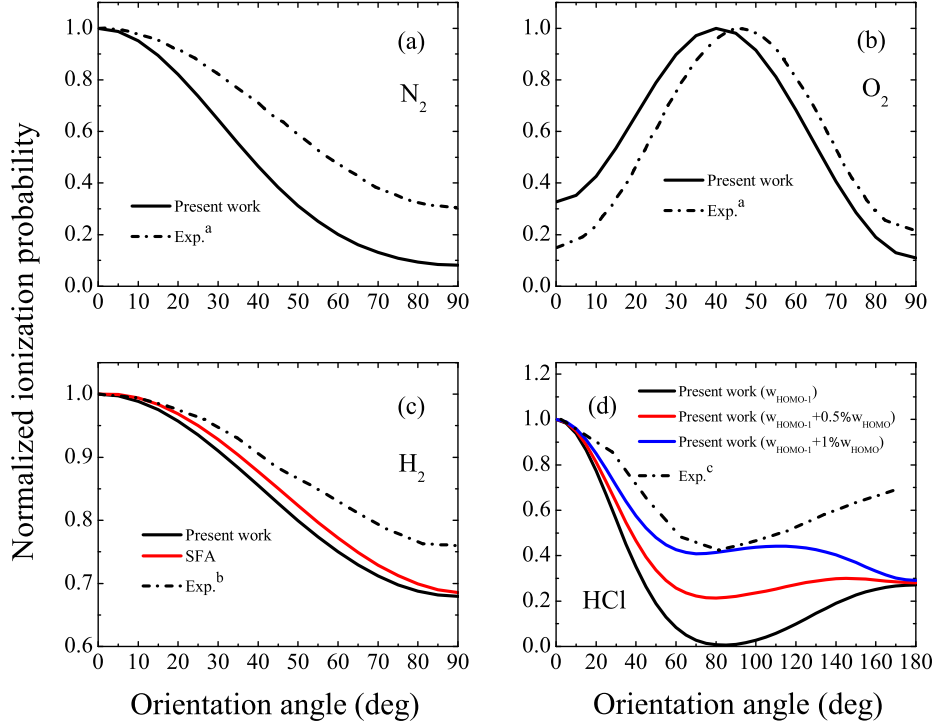 Normalized ionization probability
1.0
0.8
0.6
0.4
0.2
0.0
(a)
N2
Present work
Exp.a
0 10 20 30 40 50 60 70 80 90
1.0
0.8
0.6
0.4
0.2
0.0
(b)
O2
Present work
Exp.a
0 10 20 30 40 50 60 70 80 90
1.0
0.9
0.8
0.7
0.6
(c)
H2
Present work
SFA
Exp.b
0 10 20 30 40 50 60 70 80 90
Orientation angle (deg)
1.2
1.0
0.8
0.6
0.4
0.2
0.0
(d)
Present work (wHOMO-1)
Present work (wHOMO-1+0.5%wHOMO)
Present work (wHOMO-1+1%wHOMO)
Exp.c
HCl
0 20 40 60 80 100 120 140 160 180
Orientation angle (deg)